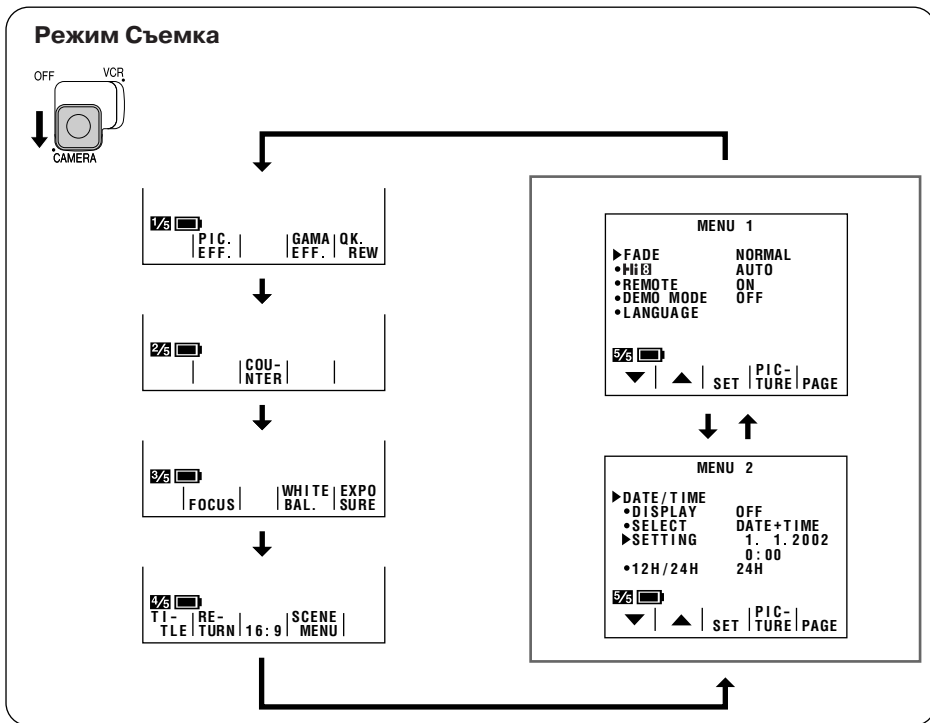 Режим Съемка
OFF VCR
CAMERA
1/5
PIC. GAMA QK.
EFF. EFF. REW
2/5
COU-
NTER
3/5
WHITE EXPO
FOCUS BAL. SURE
4/5
TI- RE- SCENE
TLE TURN 16:9 MENU
MENU 1
▶FADE NORMAL
•Hi8 AUTO
•REMOTE ON
•DEMO MODE OFF
•LANGUAGE
5/5
▼ ▲ SET PIC- PAGE
TURE
MENU 2
▶DATE/TIME
•DISPLAY OFF
•SELECT DATE+TIME
▶SETTING 1. 1.2002
0:00
•12H/24H 24H
5/5
▼ ▲ SET PIC- PAGE
TURE